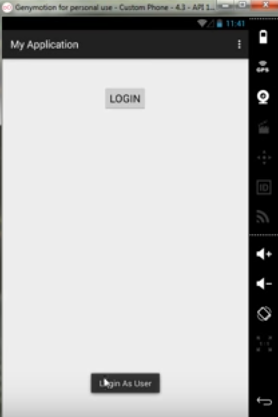 Genymotion for personal use - Custom Phone - 4.3 - API 1...
11:41
My Application
GPS
LOGIN
ID
Login As User